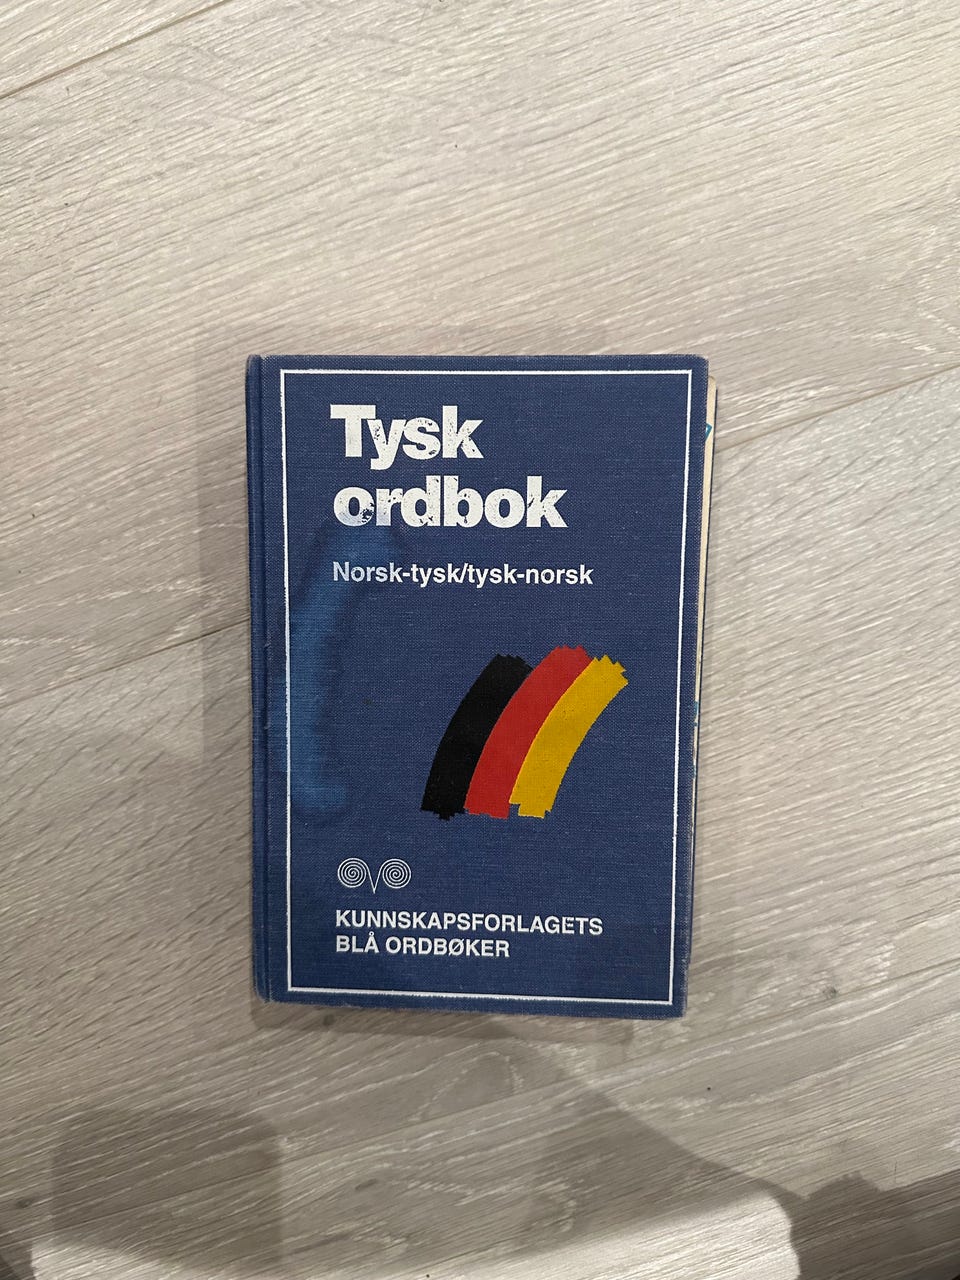 Tysk
ordbok
Norsk-tysk/tysk-norsk
KUNNSKAPSFORLAGETS
BLÅ ORDBØKER